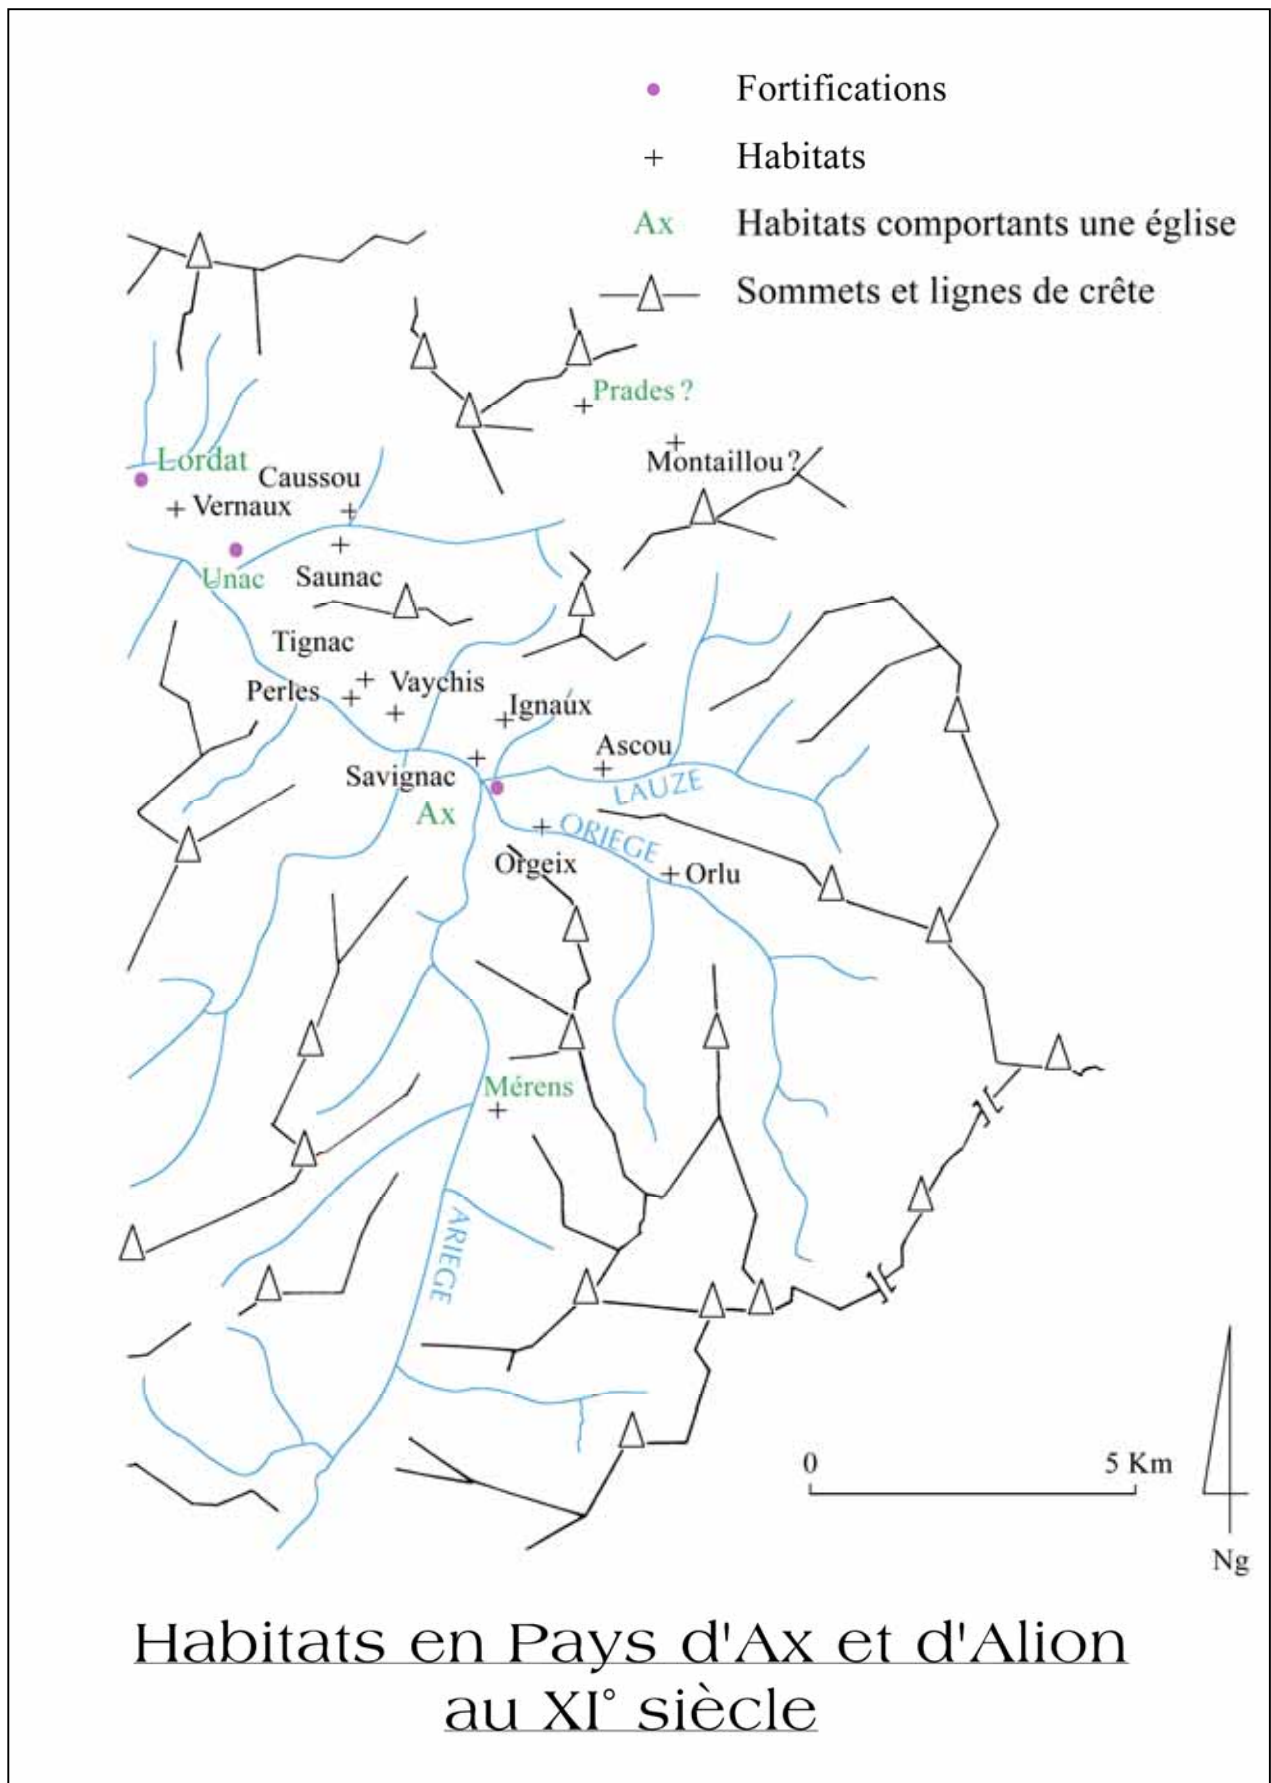 Fortifications
Habitats
Ax
Habitats comportants une église
Sommets et lignes de crête
Prades ?
Montaillou ?
Lordat
Caussou
Vernaux
Unac
Saunac
Tignac
Perles
Vaychis
Ignaux
Ascou
Savignac
LAUZE
Ax
ORIEGE
Orgeix
Orlu
Mérens
ARIEGE
0
5 Km
Ng
Habitats en Pays d'Ax et d'Alion
au XI° siècle